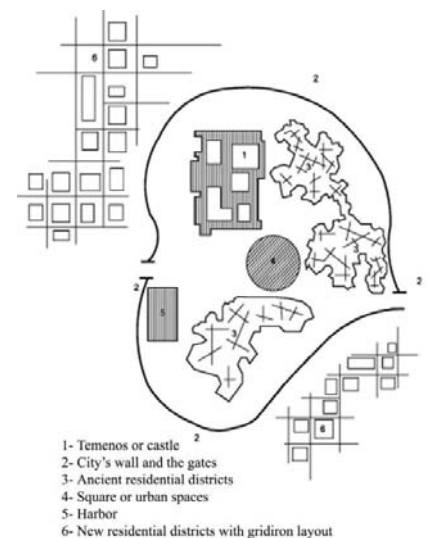 6
2
1
3
3
4
2
2
5
3
6
2
1- Temenos or castle
2- City's wall and the gates
3- Ancient residential districts
4- Square or urban spaces
5- Harbor
6- New residential districts with gridiron layout